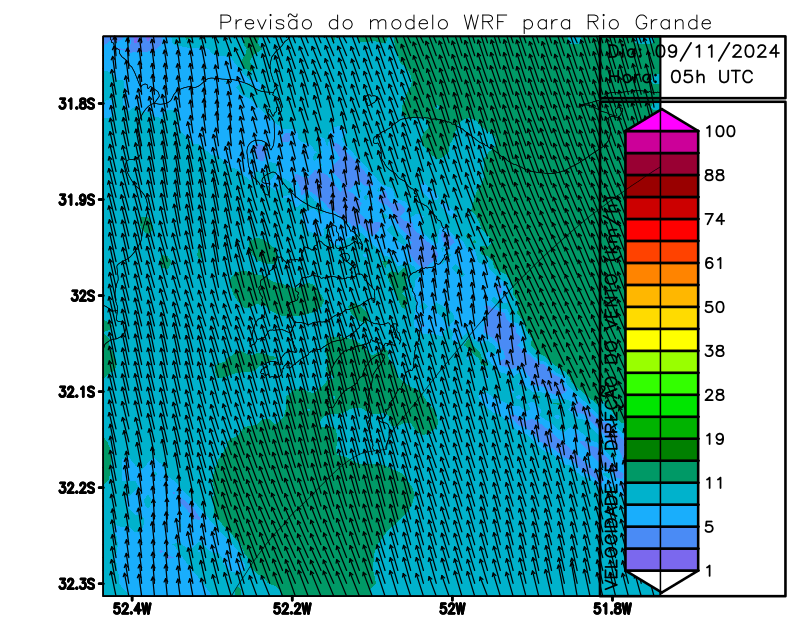 Previsão do modelo WRF para Rio Grande
Dia: 09/11/2024
Hora: 05h UTC
31.8S
31.9S
32S
32.1S
32.2S
32.3S
52.4W
52.2W
52W
51.8W
VELOCIDADE E DIREÇÃO DO VENTO (km/h)
100
88
74
61
50
38
28
19
11
5
1